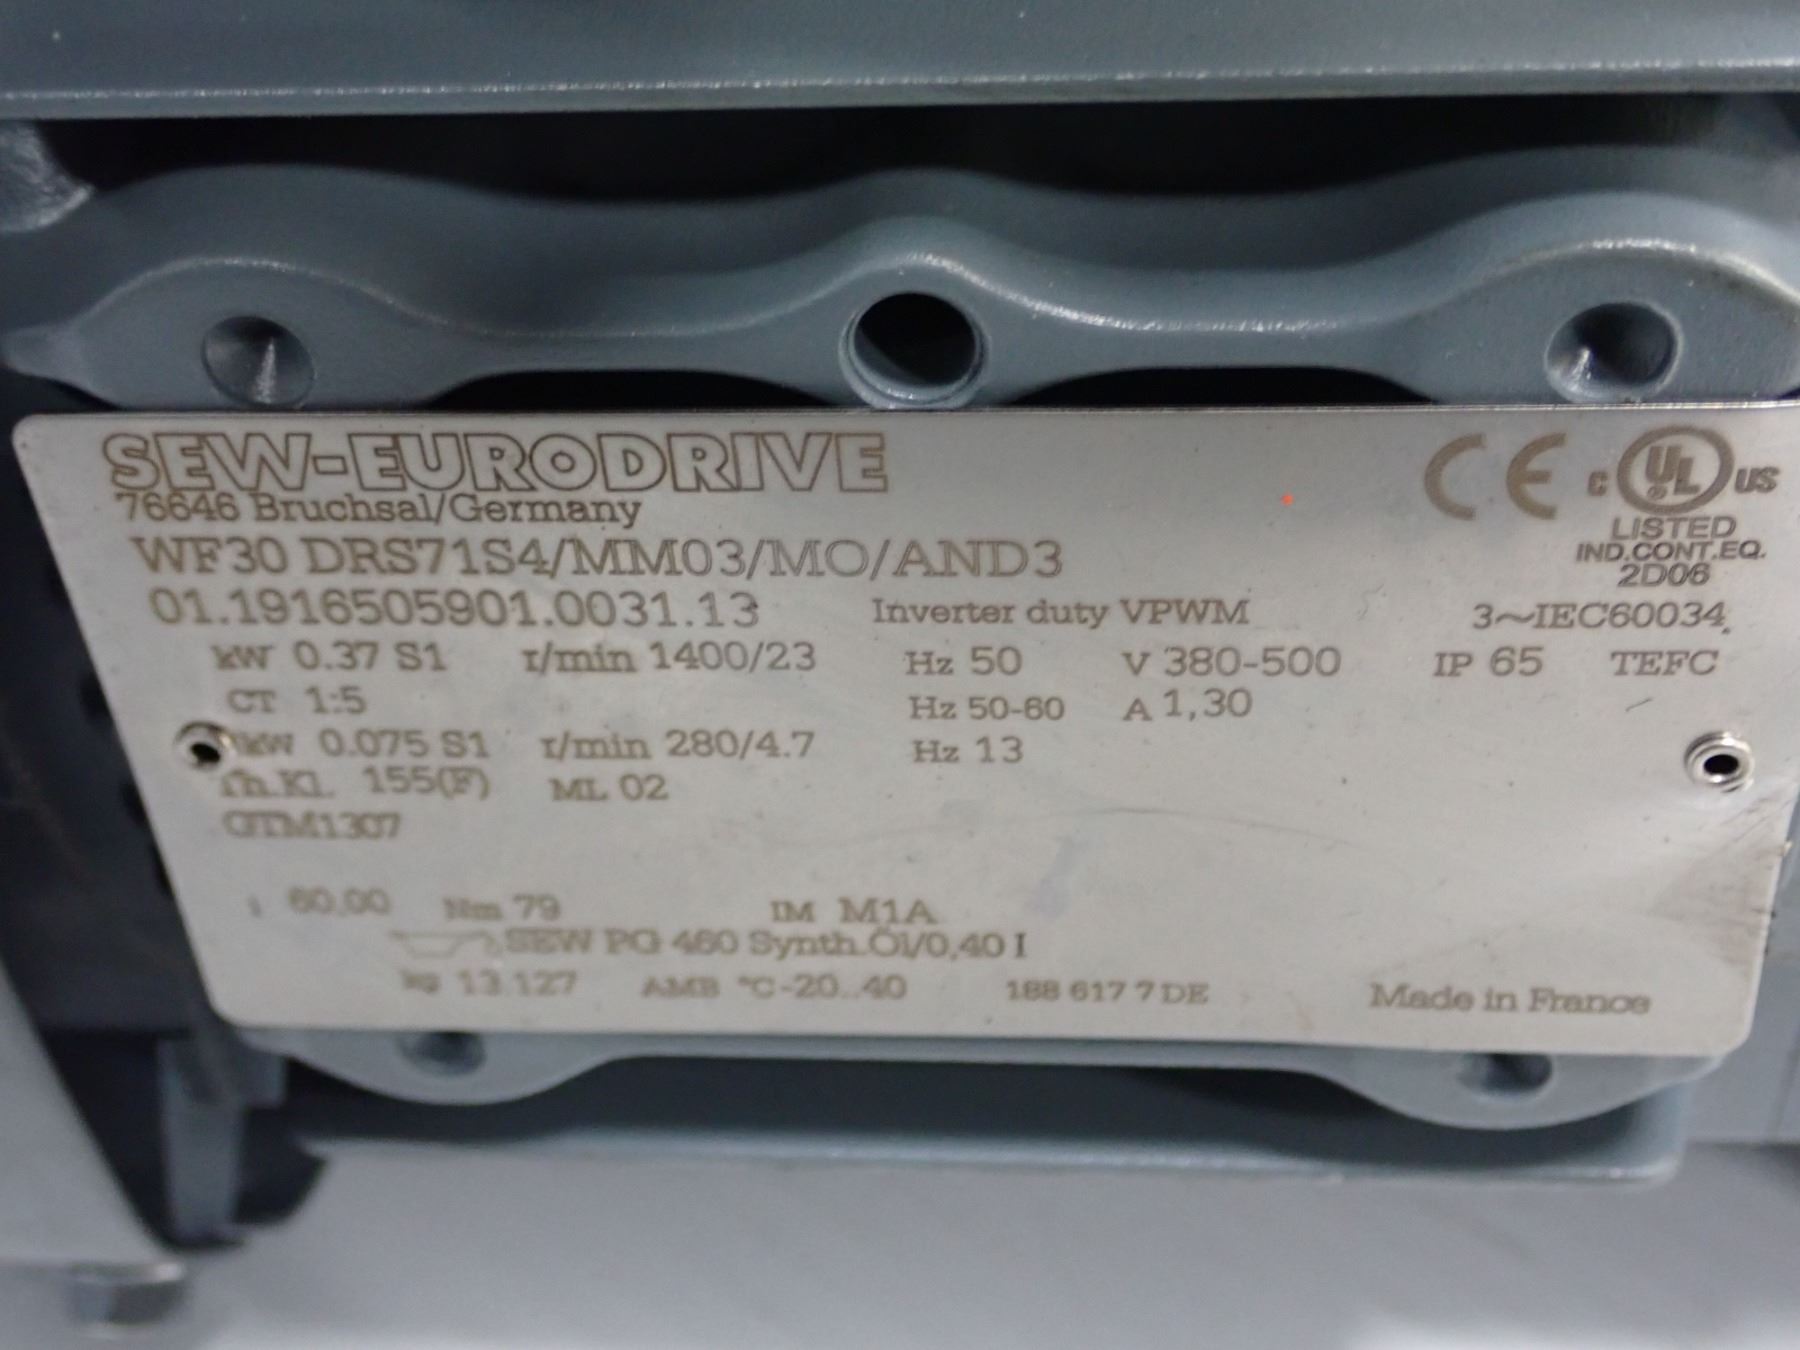 SEW-EURODRIVE
76646 Bruchsal/Germany
CE
C UL US
LISTED
IND.CONT.EQ.
2D06
WF30 DRS71S4/MM03/MO/AND3
01.1916505901.0031.13 Inverter duty VPWM 3~IEC60034
kW 0.37 S1 r/min 1400/23 Hz 50 V 380-500 IP 65 TEFC
CT 1:5 Hz 50-60 A 1,30
kW 0.075 S1 r/min 280/4.7 Hz 13
Th.Kl. 155(F) ML 02
GTM1307
i 60,00 Nm 79 IM M1A
SEW PG 460 Synth.Öl/0,40 l
kg 13.127 AMB °C -20..40 188 617 7 DE Made in France